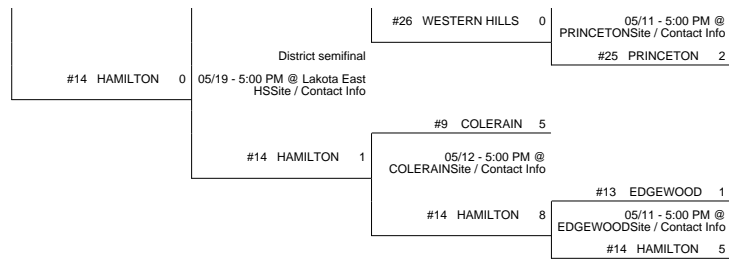 #26 WESTERN HILLS 0
05/11 - 5:00 PM @
PRINCETONSite / Contact Info
District semifinal
#25 PRINCETON 2
#14 HAMILTON 0
05/19 - 5:00 PM @ Lakota East
HSSite / Contact Info
#9 COLERAIN 5
#14 HAMILTON 1
05/12 - 5:00 PM @
COLERAINSite / Contact Info
#13 EDGEWOOD 1
#14 HAMILTON 8
05/11 - 5:00 PM @
EDGEWOODSite / Contact Info
#14 HAMILTON 5